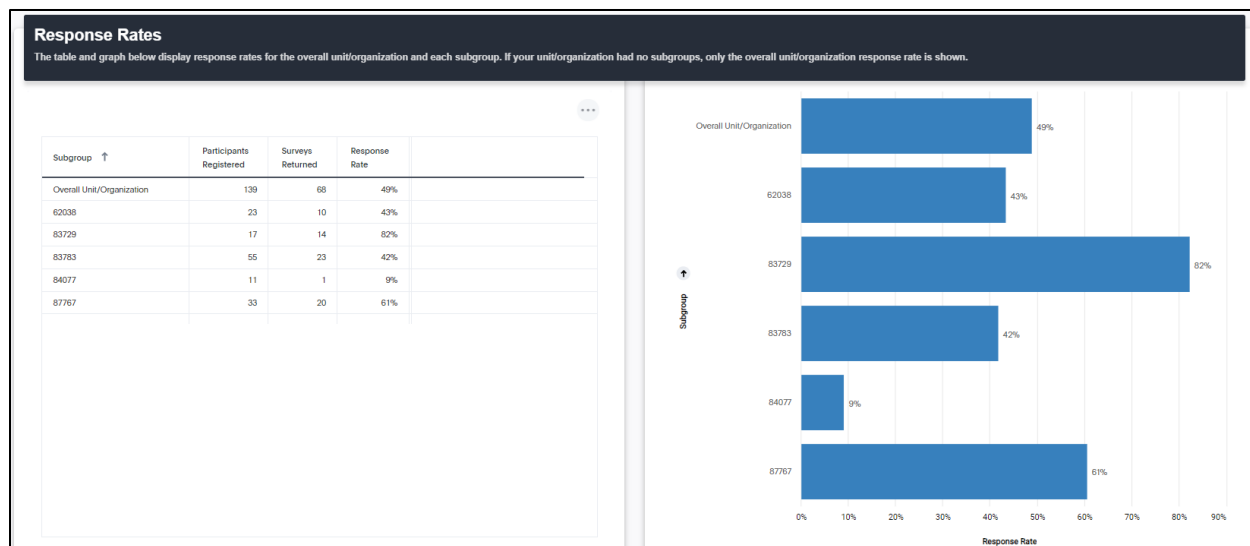 Response Rates
The table and graph below display response rates for the overall unit/organization and each subgroup. If your unit/organization had no subgroups, only the overall unit/organization response rate is shown.
Subgroup ↑ Participants Registered Surveys Returned Response Rate
Overall Unit/Organization 139 68 49%
62038 23 10 43%
83729 17 14 82%
83783 55 23 42%
84077 11 1 9%
87767 33 20 61%
Subgroup ↑
Overall Unit/Organization 49%
62038 43%
83729 82%
83783 42%
84077 9%
87767 61%
0% 10% 20% 30% 40% 50% 60% 70% 80% 90%
Response Rate